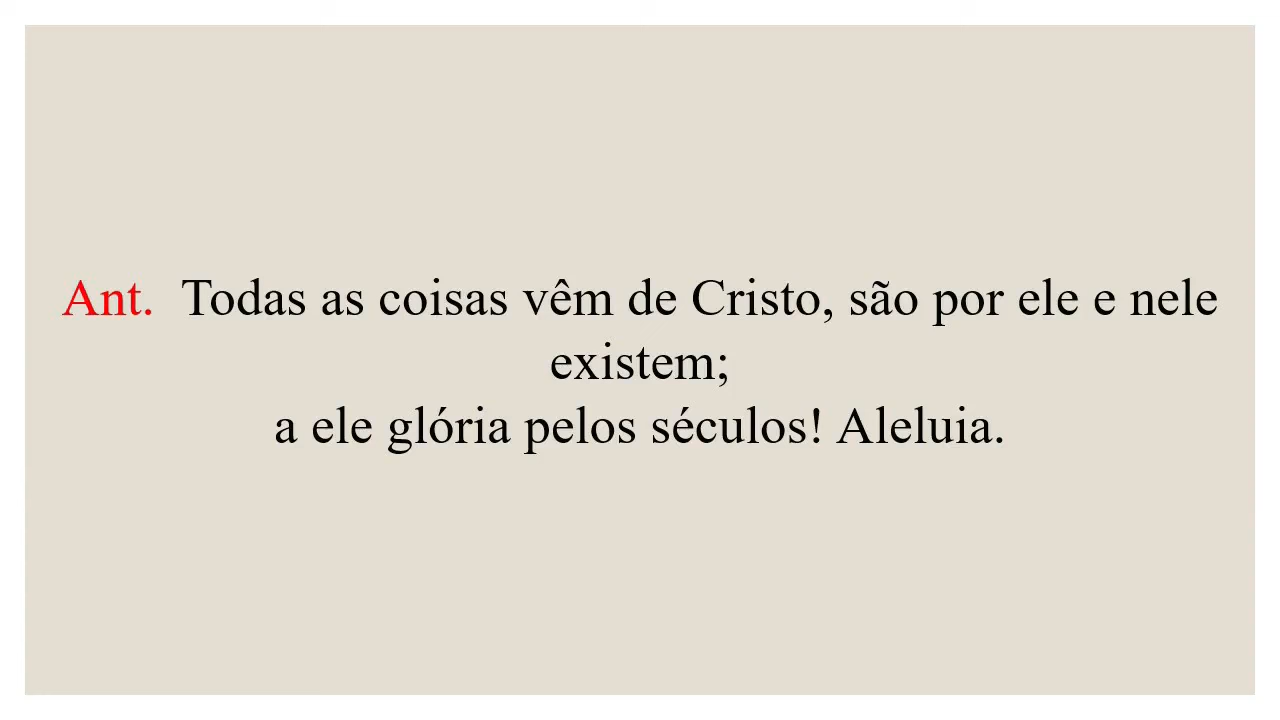 Ant. Todas as coisas vêm de Cristo, são por ele e nele
existem;
a ele glória pelos séculos! Aleluia.